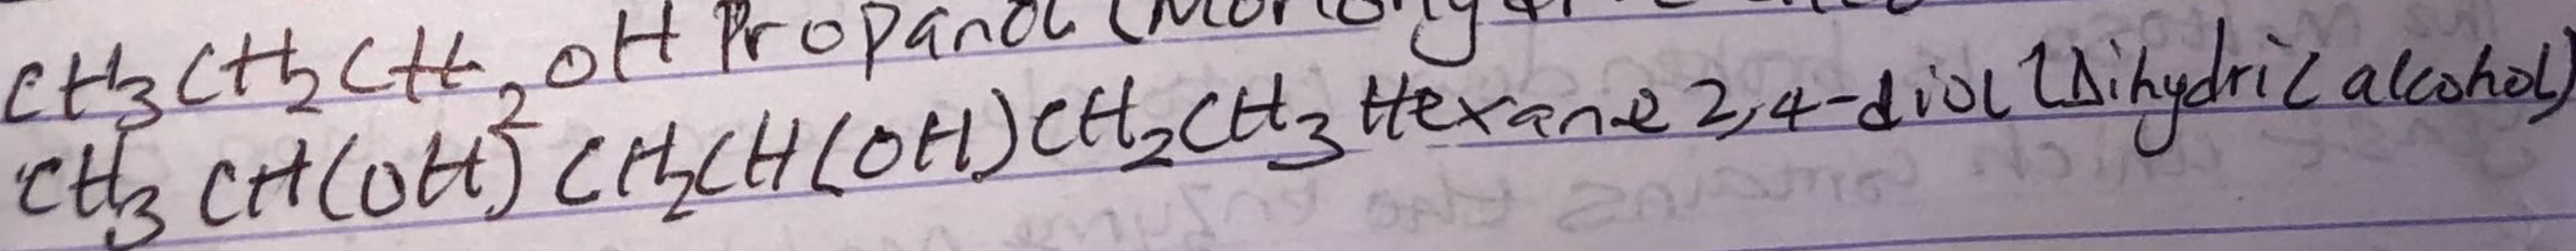 CH3CH2CH2OH Propanol
CH3CH(OH)CH2CH(OH)CH2CH3 Hexane 2,4-diol (Dihydric alcohol)